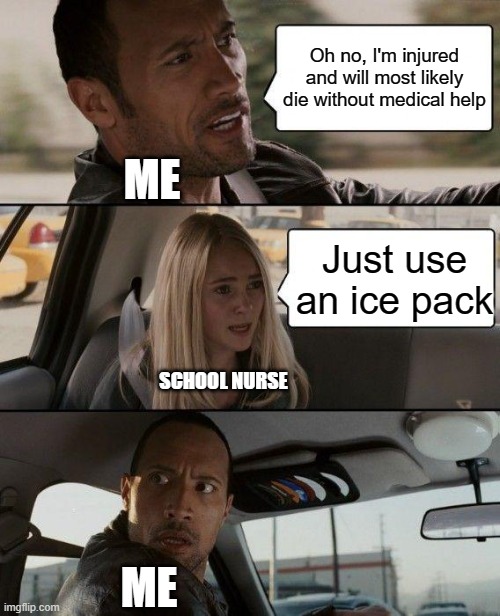 Oh no, I'm injured
and will most likely
die without medical help
ME
Just use
an ice pack
SCHOOL NURSE
ME
imgflip.com